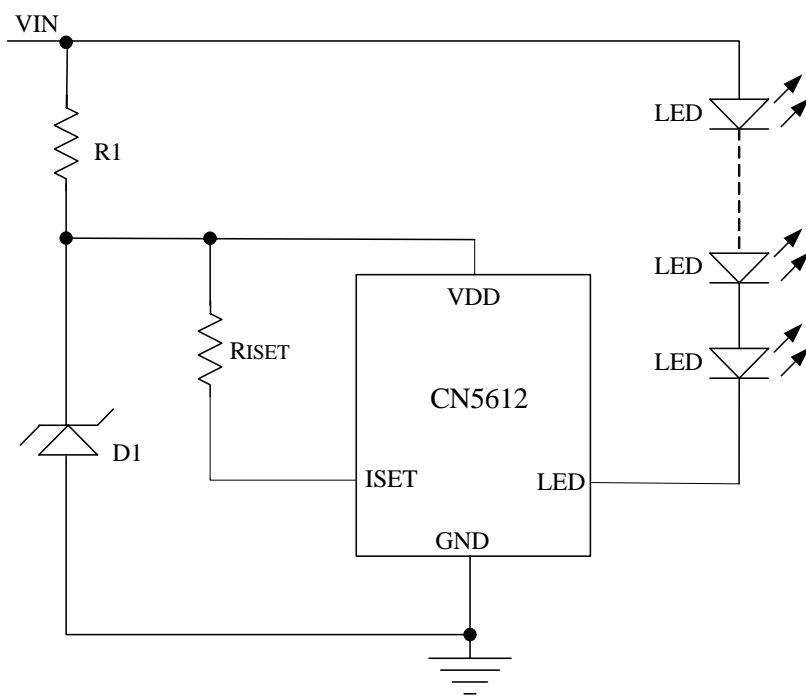 VIN
LED
R1
LED
VDD
RISET
LED
CN5612
D1
ISET
LED
GND